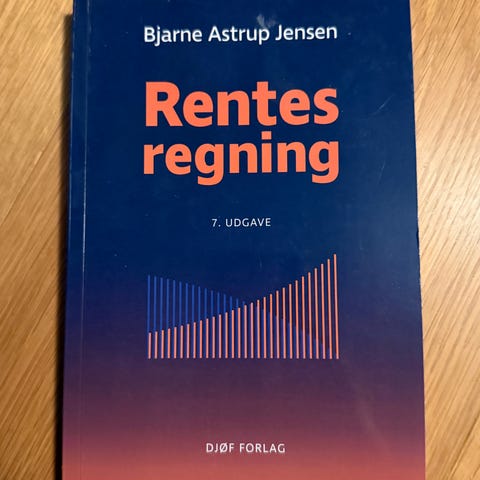 Bjarne Astrup Jensen
Rentes
regning
7. UDGAVE
DJØF FORLAG